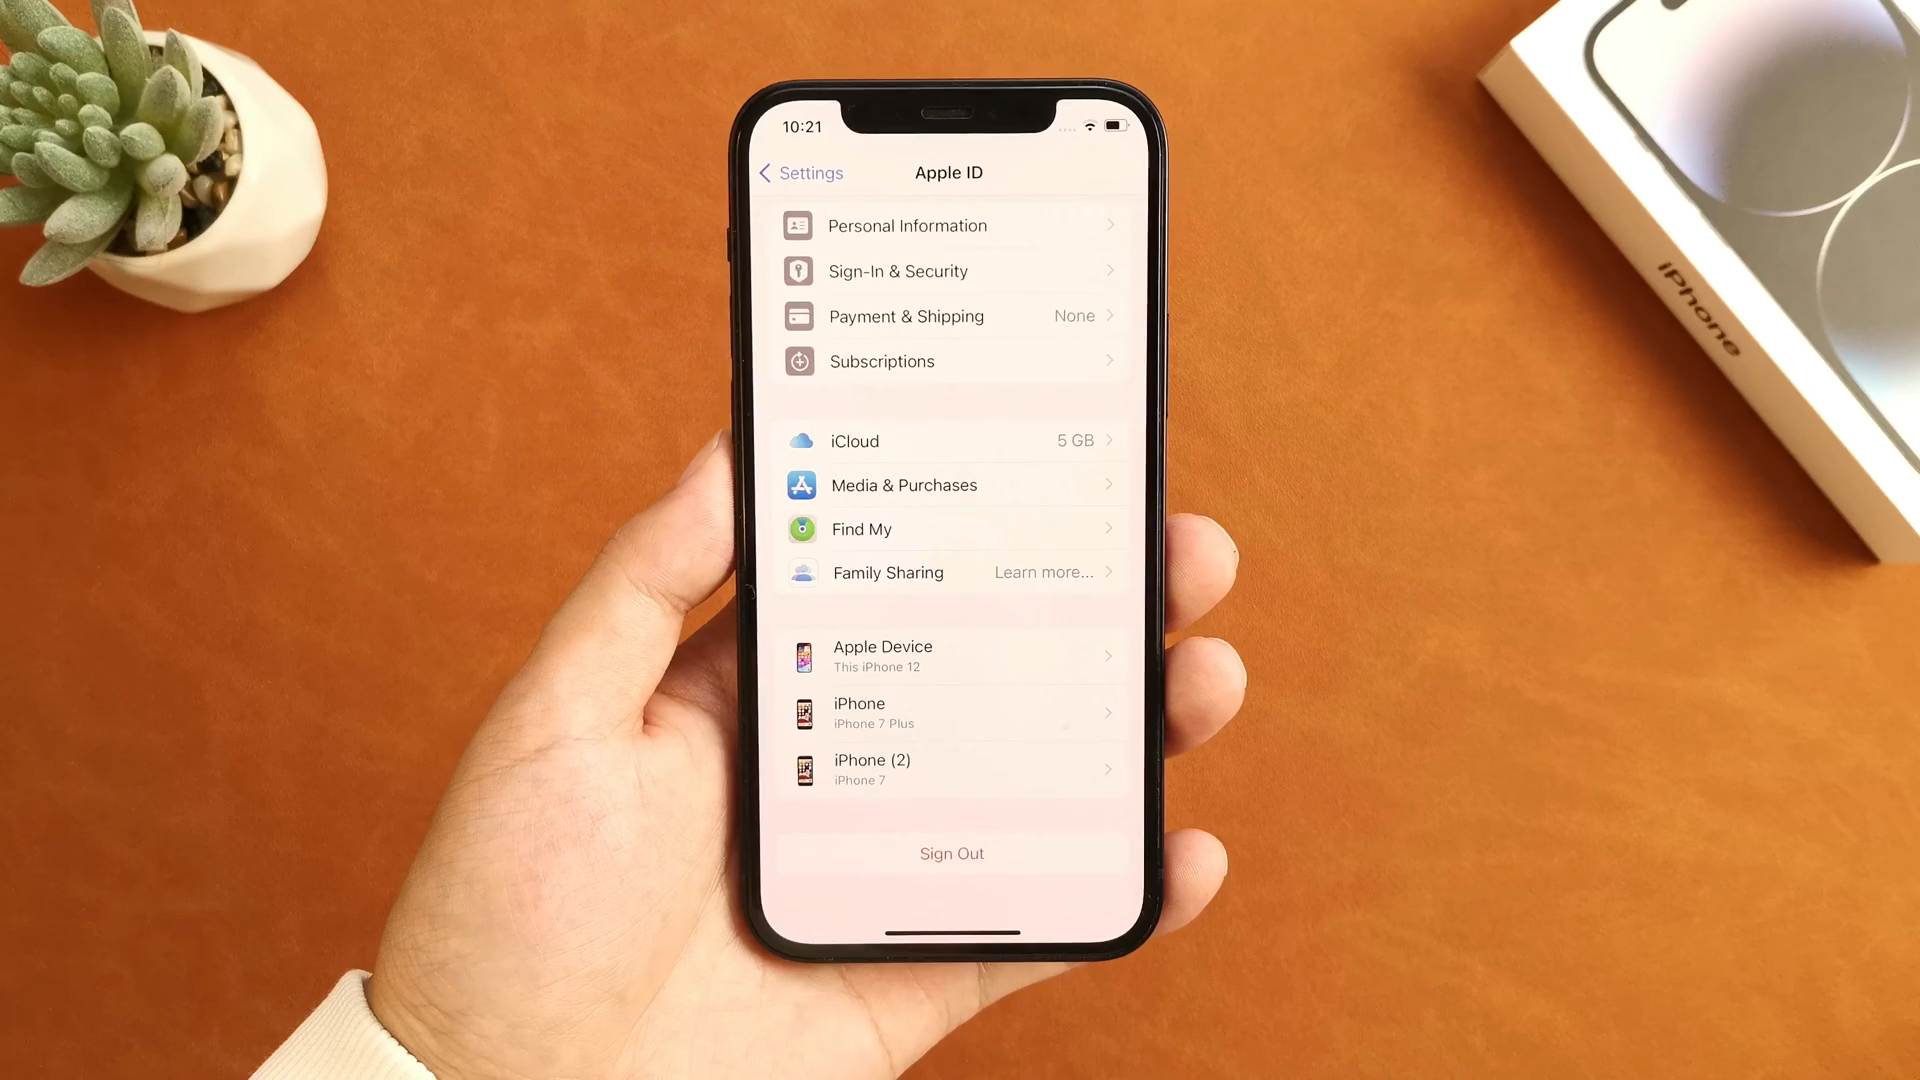 10:21
Settings
Apple ID
Personal Information
Sign-In & Security
Payment & Shipping None
Subscriptions
iCloud 5 GB
Media & Purchases
Find My
Family Sharing Learn more...
Apple Device
This iPhone 12
iPhone
iPhone 7 Plus
iPhone (2)
iPhone 7
Sign Out
iPhone